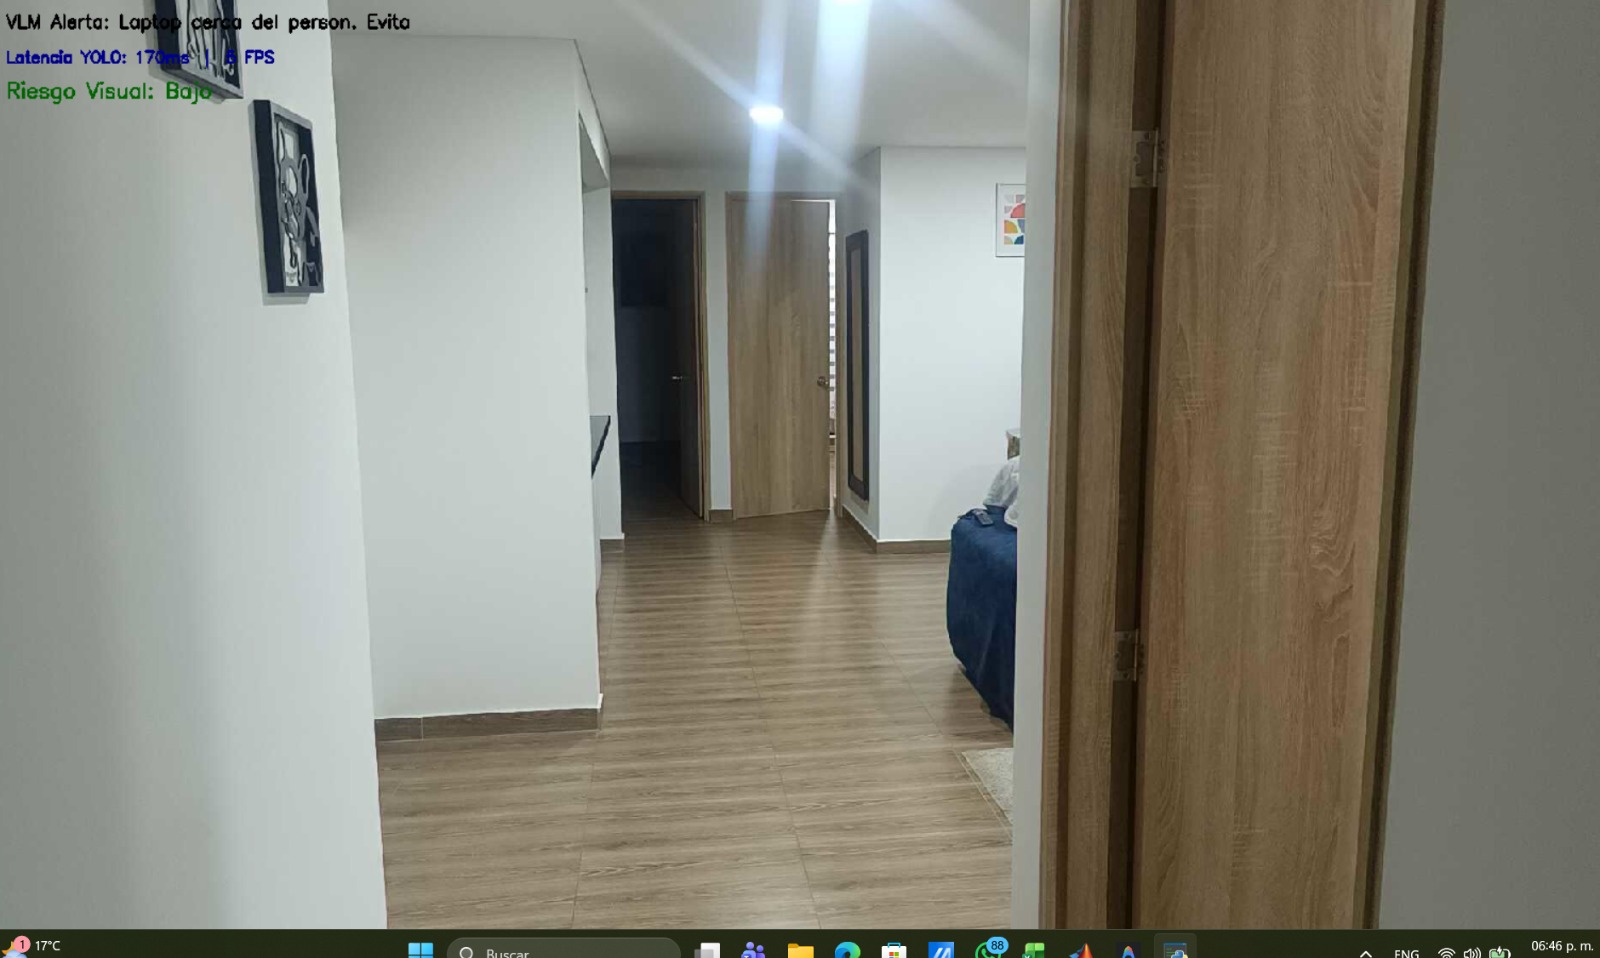 VLM Alerta: Laptop cerca del person. Evita
Latencia YOLO: 170ms | 6 FPS
Riesgo Visual: Bajo
1 17°C
Buscar
88
ENG
06:46 p. m.